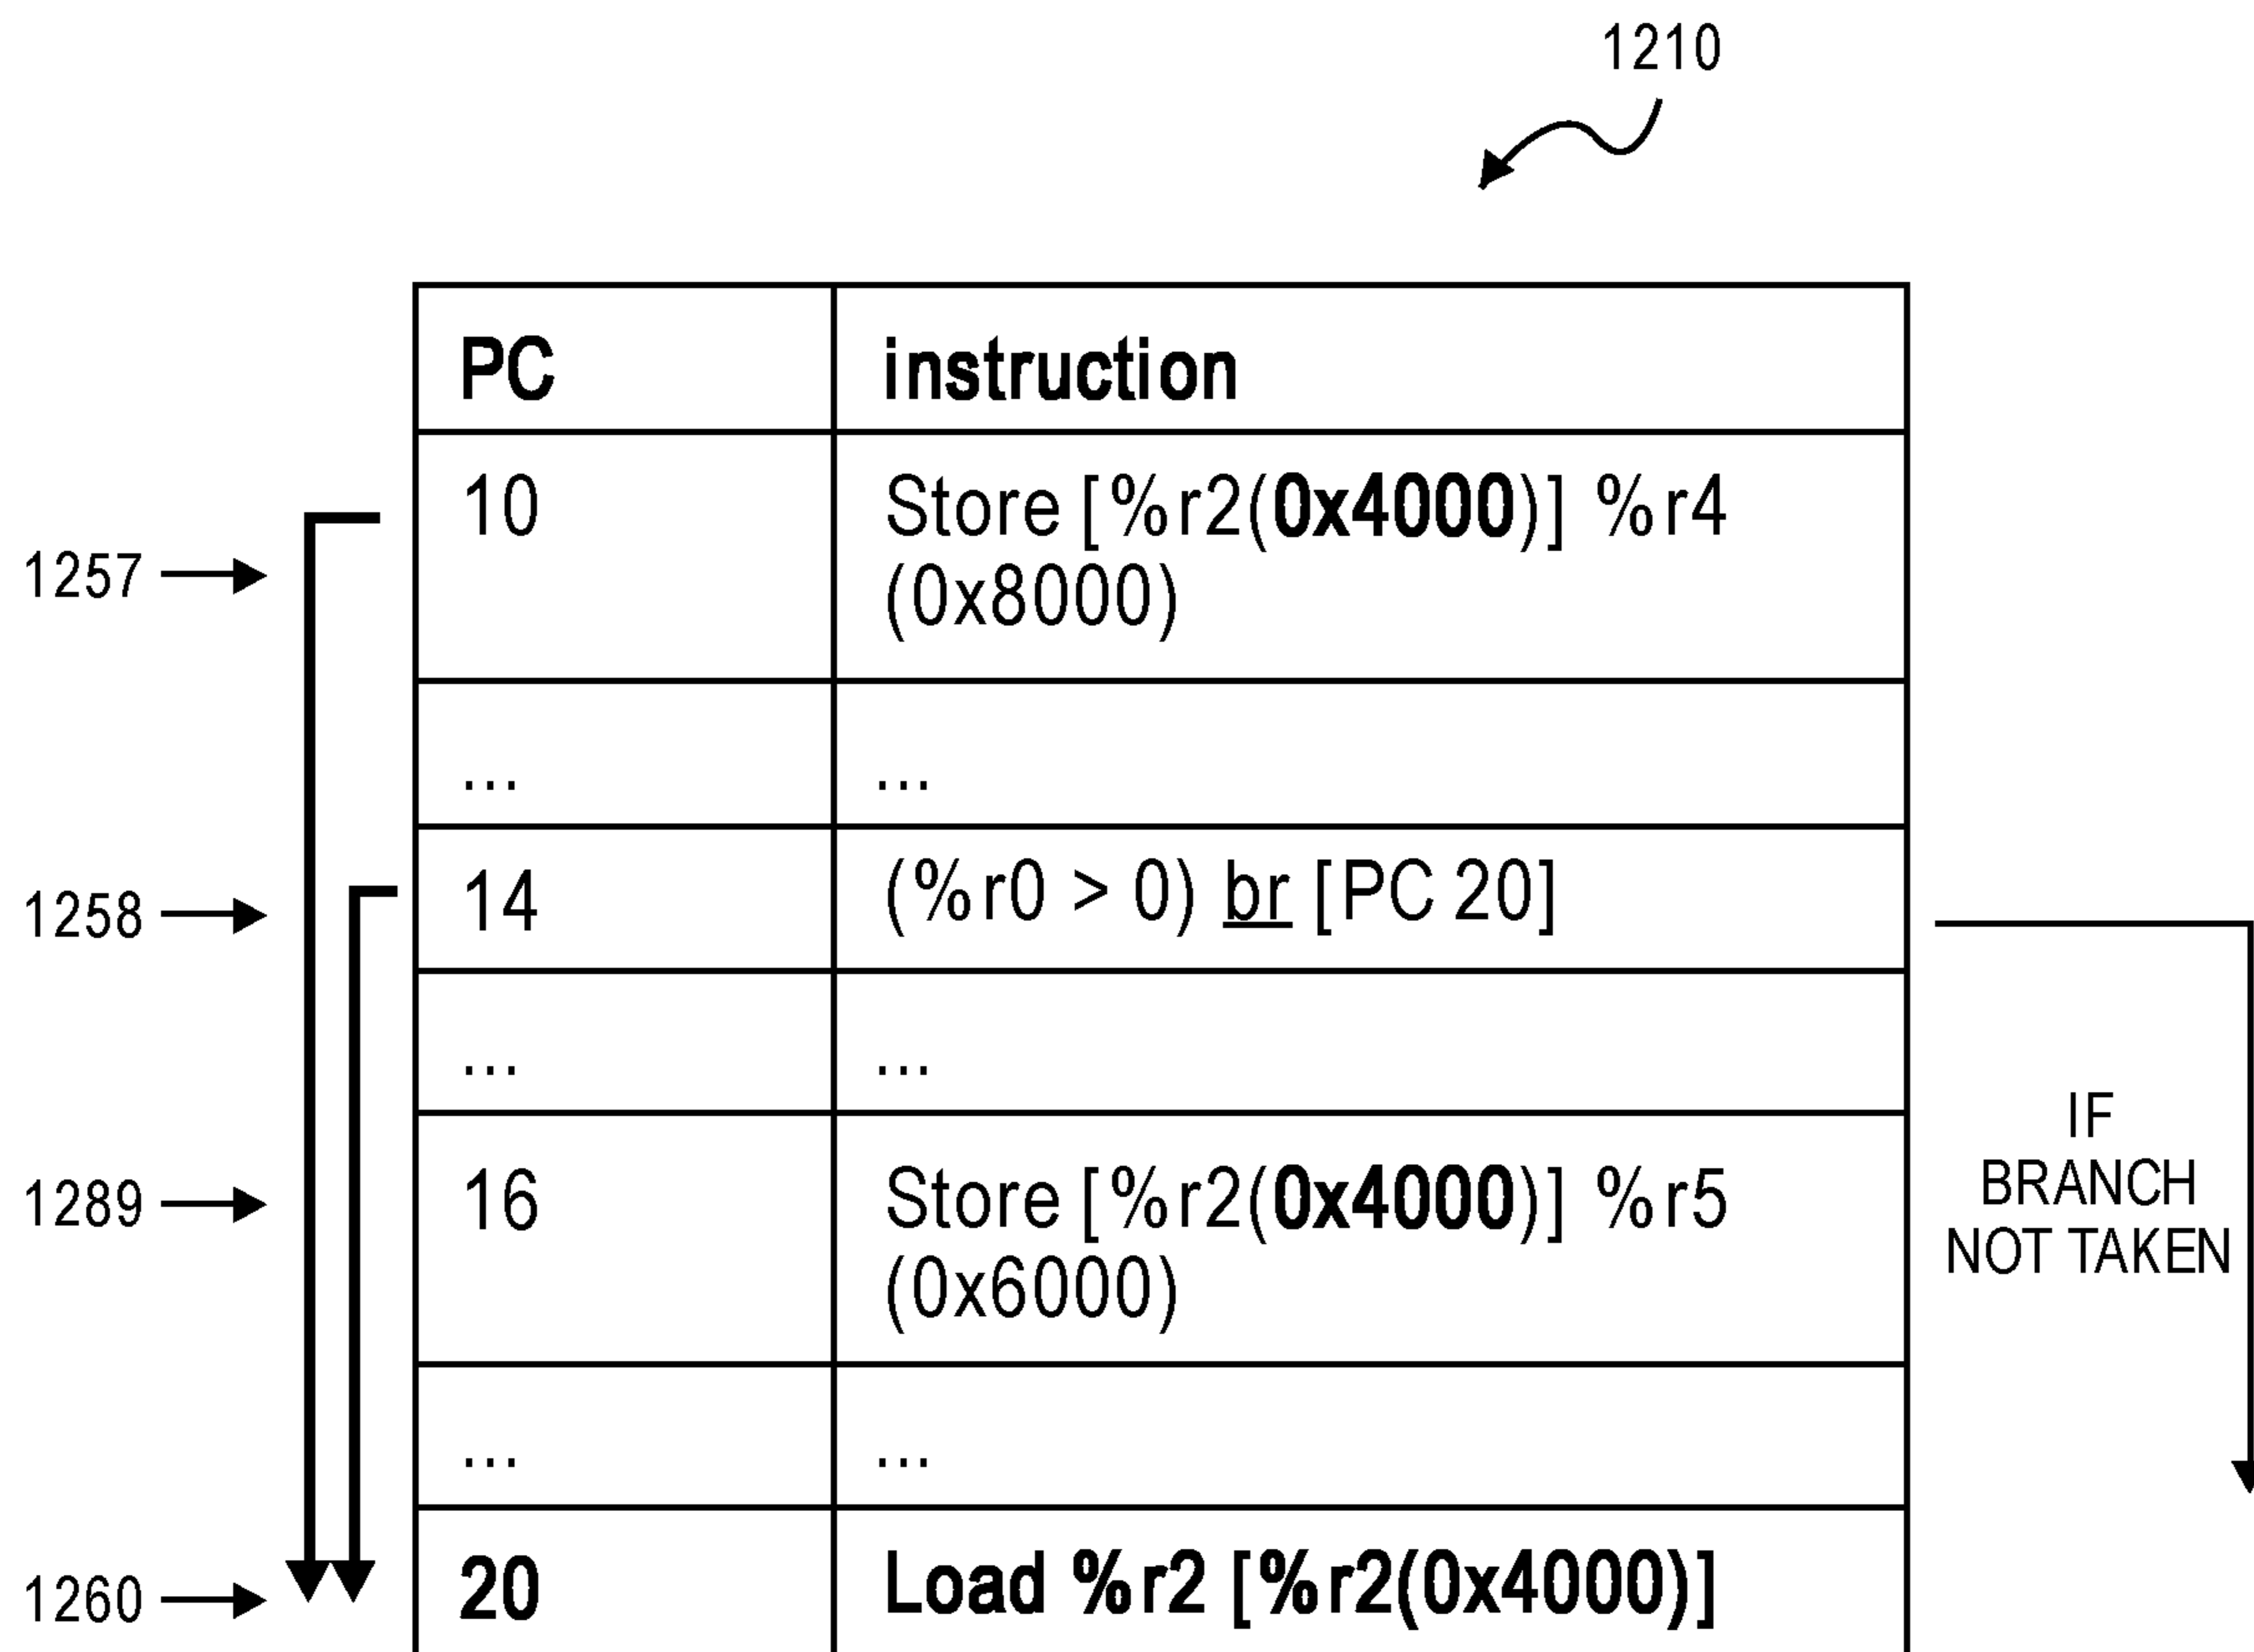 1210
PC instruction
1257 10 Store [%r2(0x4000)] %r4
(0x8000)
... ...
1258 14 (%r0 > 0) br [PC 20]
... ...
IF
BRANCH
NOT TAKEN
1289 16 Store [%r2(0x4000)] %r5
(0x6000)
... ...
1260 20 Load %r2 [%r2(0x4000)]